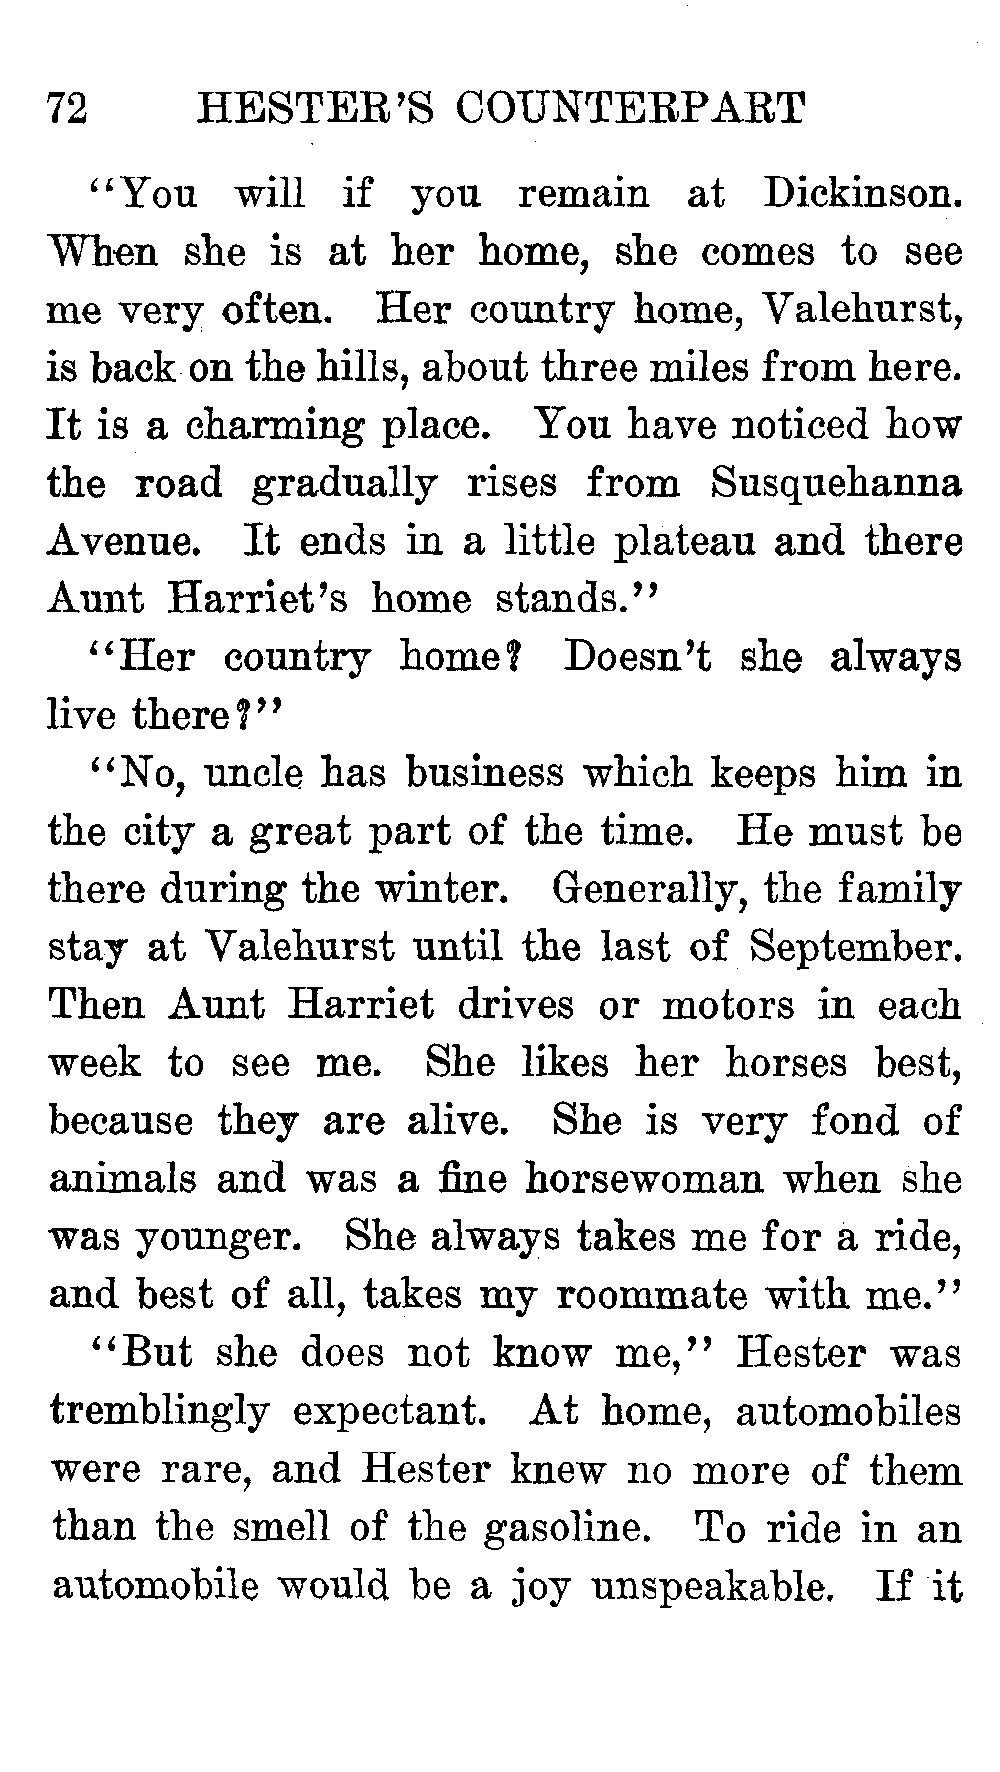 72 HESTER'S COUNTERPART
"You will if you remain at Dickinson.
When she is at her home, she comes to see
me very often. Her country home, Valehurst,
is back on the hills, about three miles from here.
It is a charming place. You have noticed how
the road gradually rises from Susquehanna
Avenue. It ends in a little plateau and there
Aunt Harriet's home stands."
"Her country home? Doesn't she always
live there?"
"No, uncle has business which keeps him in
the city a great part of the time. He must be
there during the winter. Generally, the family
stay at Valehurst until the last of September.
Then Aunt Harriet drives or motors in each
week to see me. She likes her horses best,
because they are alive. She is very fond of
animals and was a fine horsewoman when she
was younger. She always takes me for a ride,
and best of all, takes my roommate with me."
"But she does not know me," Hester was
tremblingly expectant. At home, automobiles
were rare, and Hester knew no more of them
than the smell of the gasoline. To ride in an
automobile would be a joy unspeakable. If it